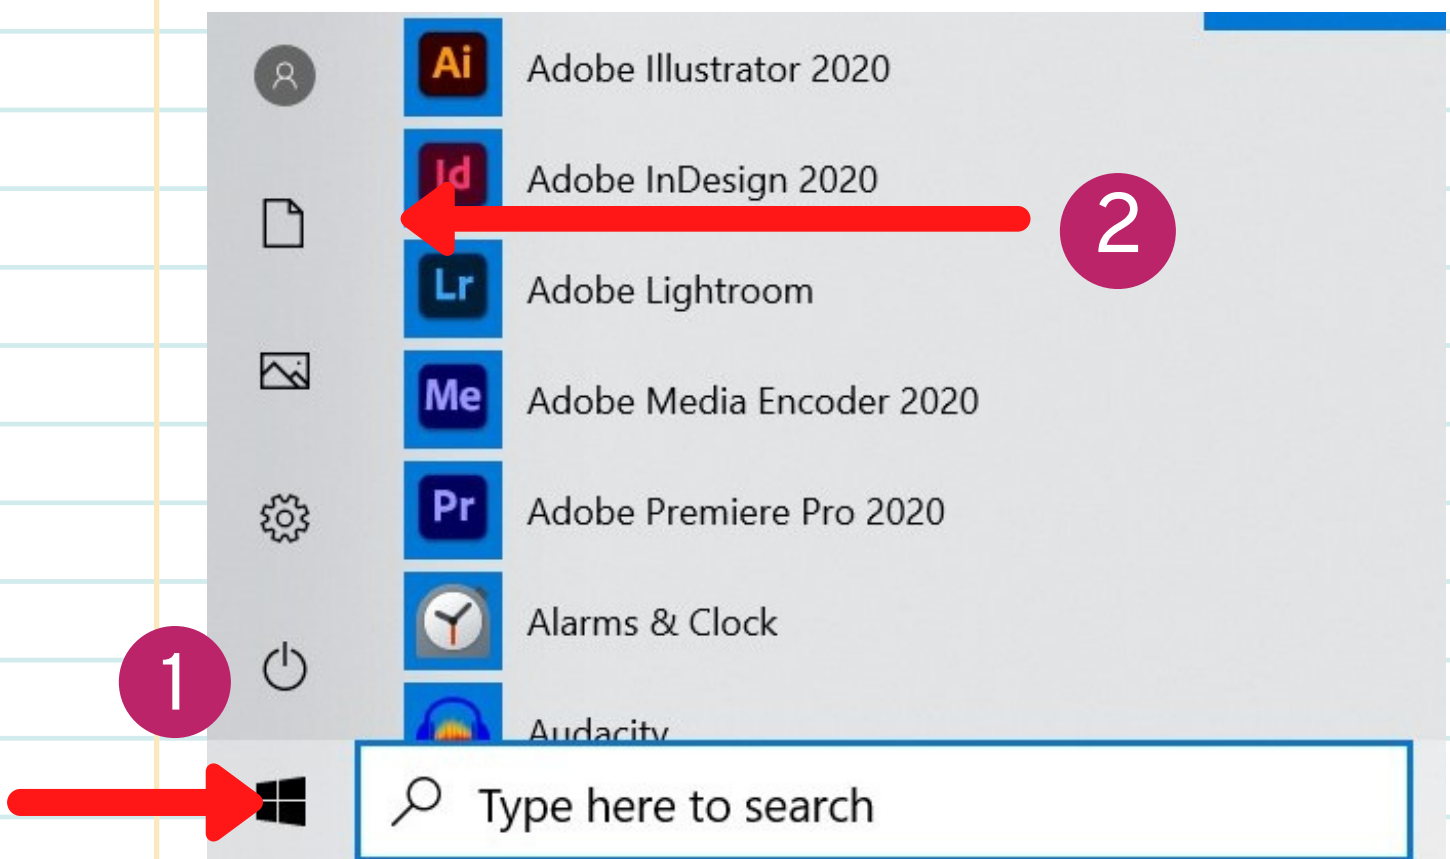 Ai Adobe Illustrator 2020
Id Adobe InDesign 2020
2
Lr Adobe Lightroom
Me Adobe Media Encoder 2020
Pr Adobe Premiere Pro 2020
Alarms & Clock
1
Audacity
Type here to search